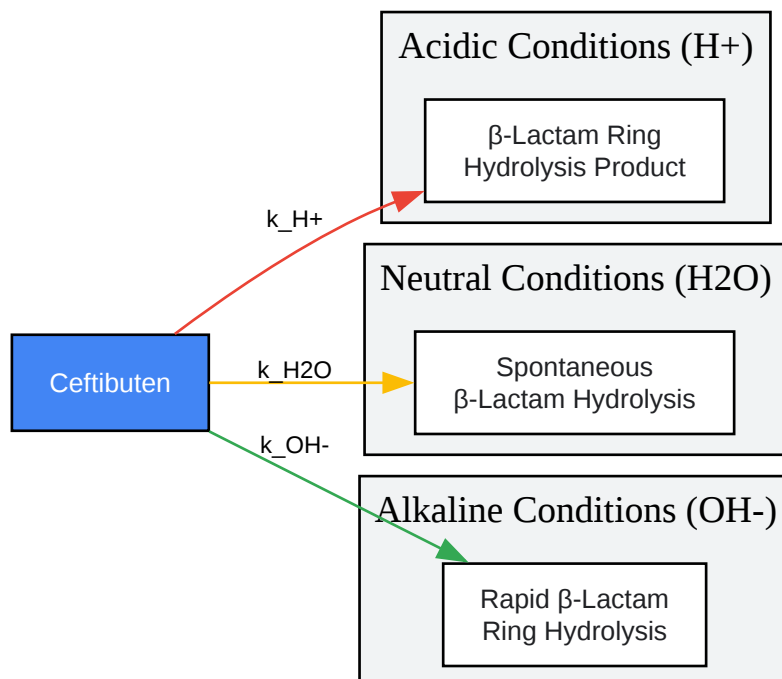 Acidic Conditions (H+)
β-Lactam Ring
Hydrolysis Product
k_H+
Neutral Conditions (H2O)
Ceftibuten
k_H2O
Spontaneous
β-Lactam Hydrolysis
k_OH-
Alkaline Conditions (OH-)
Rapid β-Lactam
Ring Hydrolysis